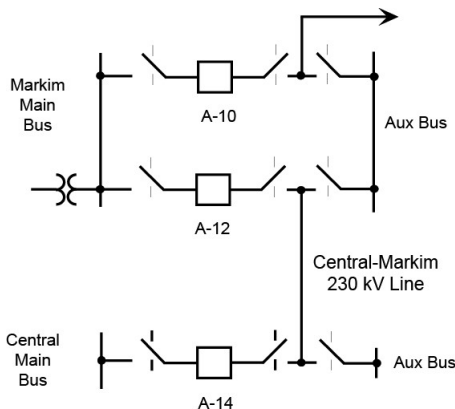 Markim
Main
Bus
A-10
Aux Bus
A-12
Central-Markim
230 kV Line
Central
Main
Bus
A-14
Aux Bus